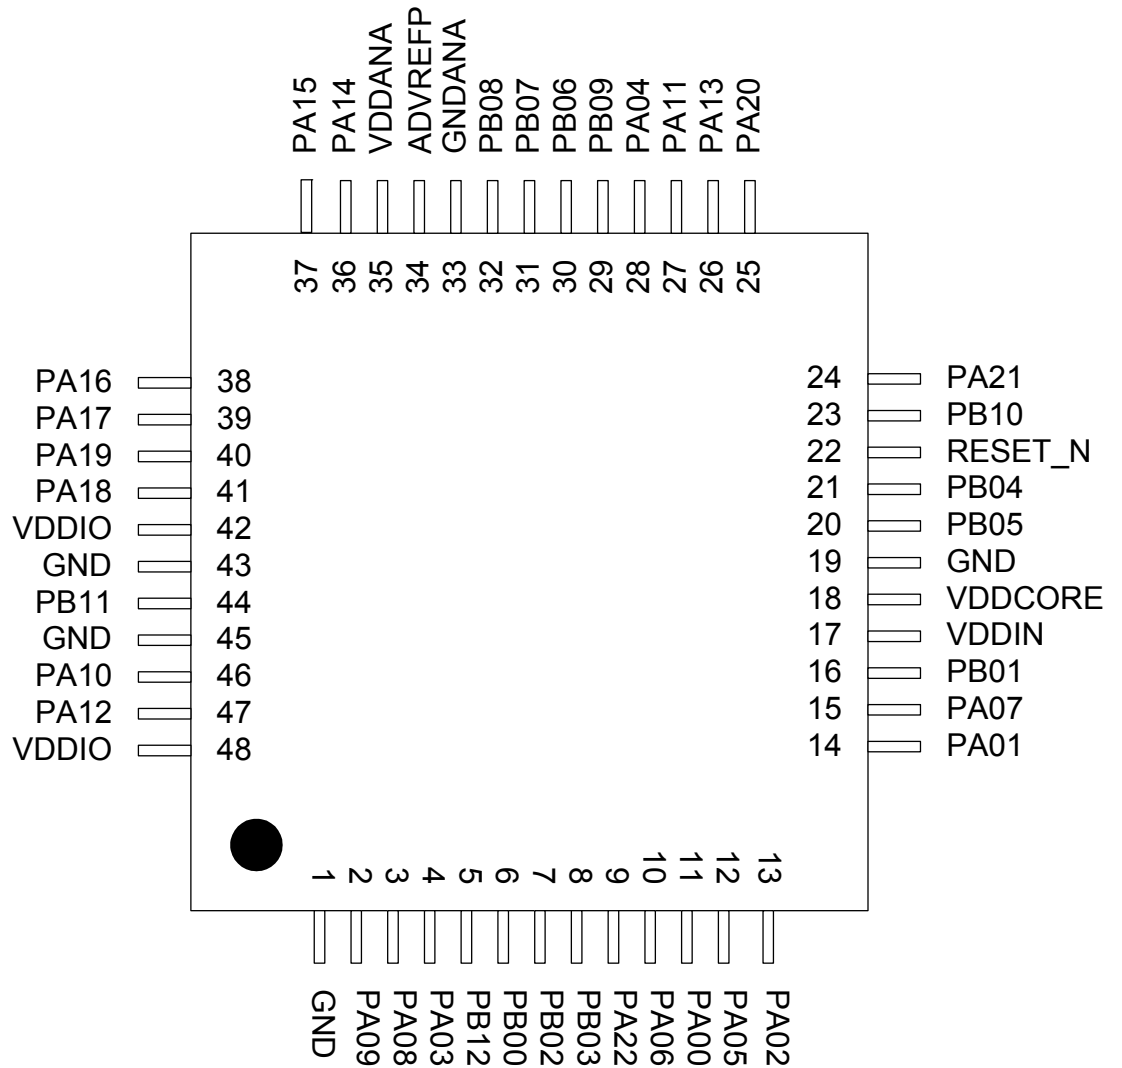 PA15 PA14 VDDANA ADVREFP GNDANA PB08 PB07 PB06 PB09 PA04 PA11 PA13 PA20
37 36 35 34 33 32 31 30 29 28 27 26 25
PA16 38
PA17 39
PA19 40
PA18 41
VDDIO 42
GND 43
PB11 44
GND 45
PA10 46
PA12 47
VDDIO 48
24 PA21
23 PB10
22 RESET_N
21 PB04
20 PB05
19 GND
18 VDDCORE
17 VDDIN
16 PB01
15 PA07
14 PA01
1 2 3 4 5 6 7 8 9 10 11 12 13
GND PA09 PA08 PA03 PB12 PB00 PB02 PB03 PA22 PA06 PA00 PA05 PA02